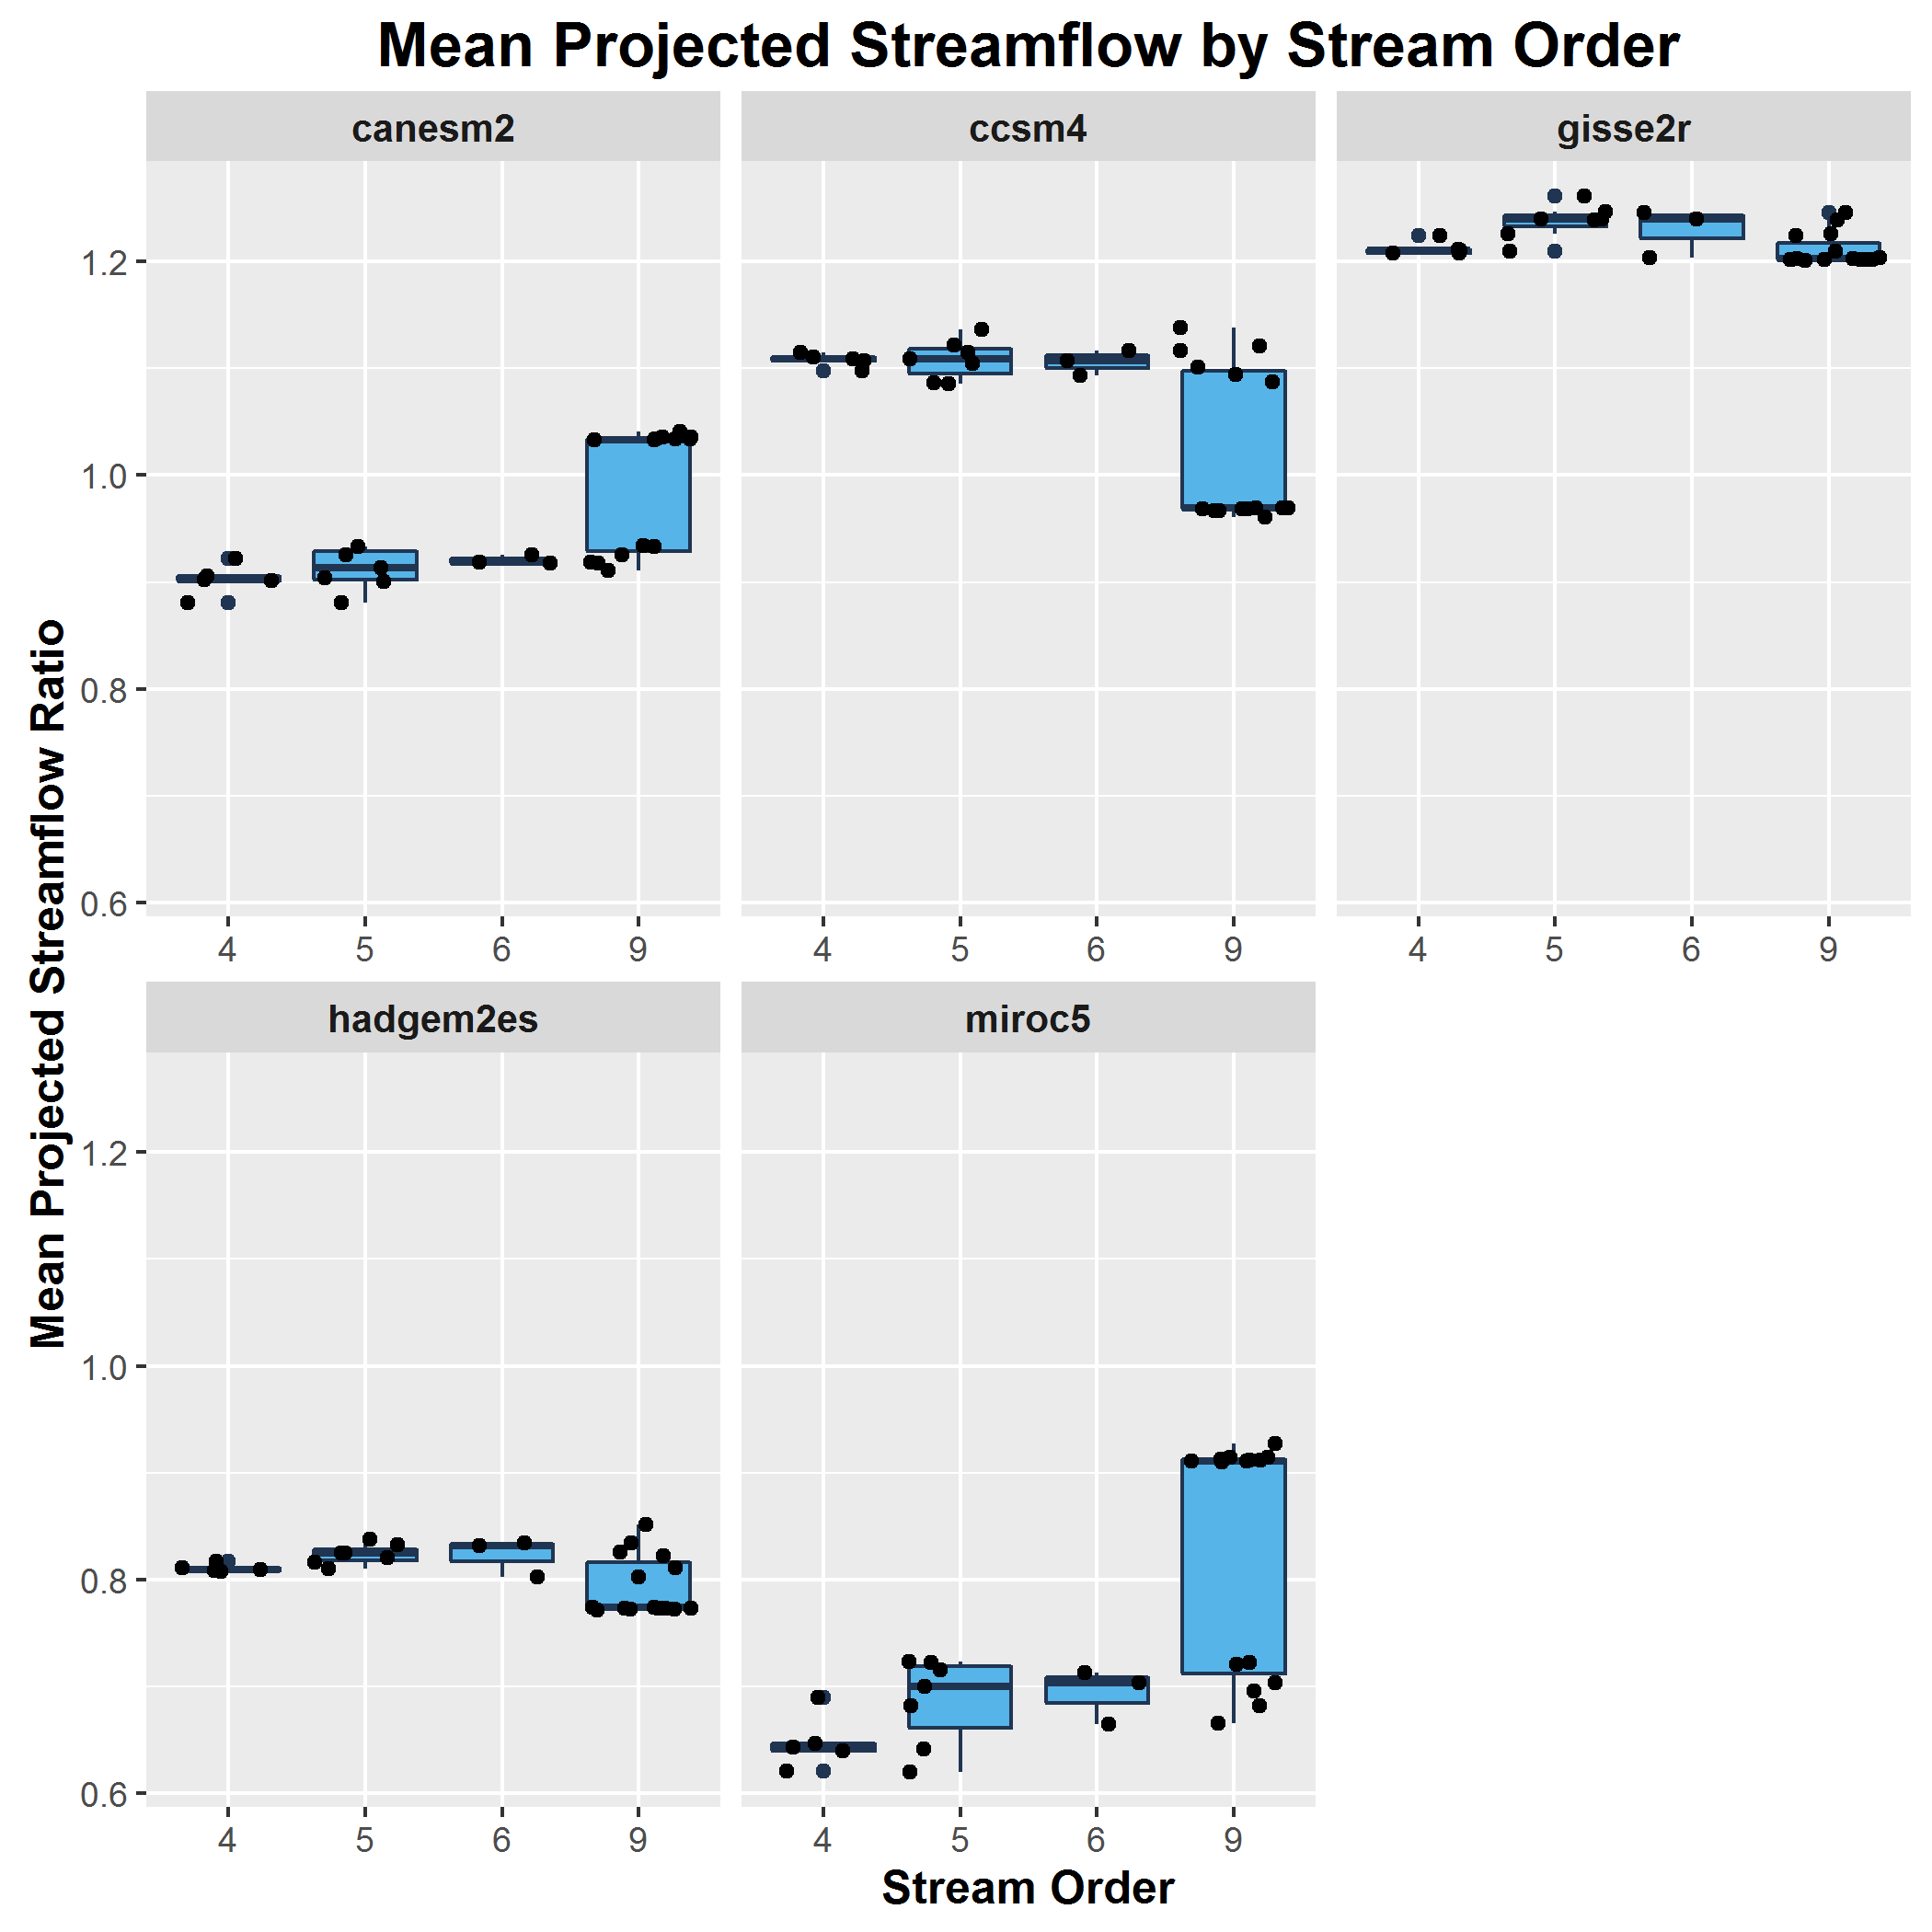 Mean Projected Streamflow by Stream Order
canesm2
ccsm4
gisse2r
Mean Projected Streamflow Ratio
1.2
1.0
0.8
0.6
4 5 6 9
4 5 6 9
4 5 6 9
hadgem2es
miroc5
1.2
1.0
0.8
0.6
4 5 6 9
4 5 6 9
Stream Order